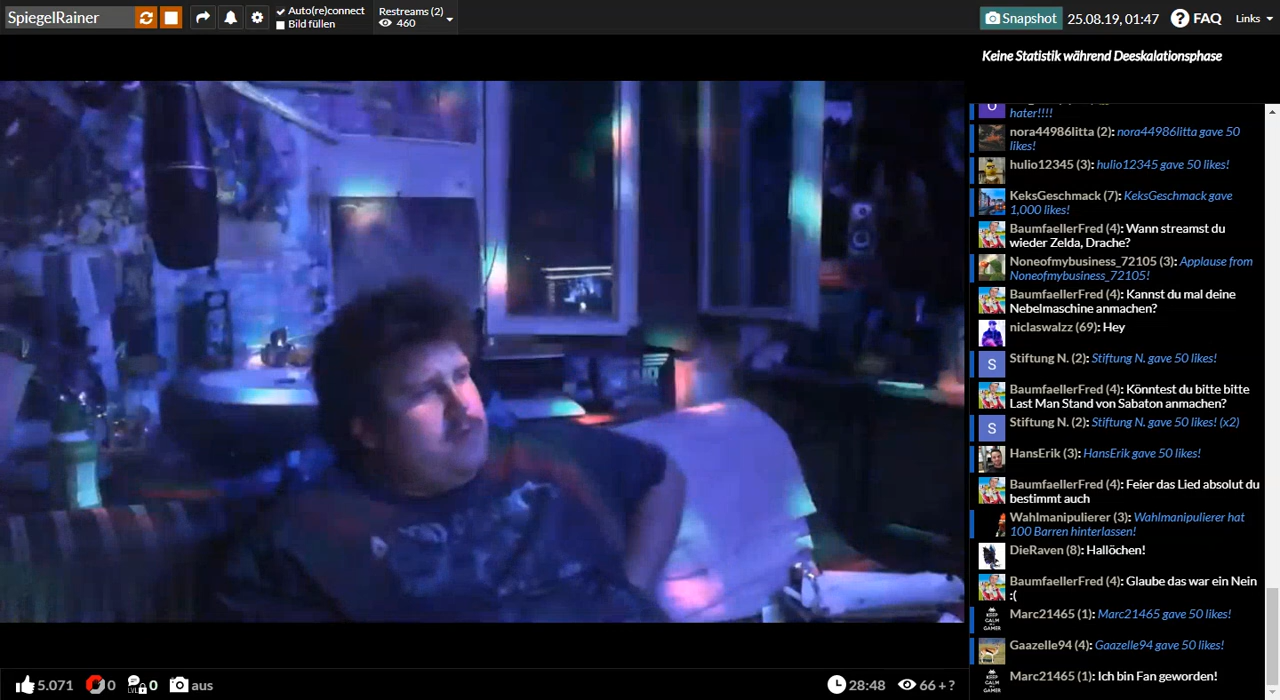 SpiegelRainer
Auto(re)connect
Bild füllen
Restreams (2)
460
Snapshot
25.08.19, 01:47
? FAQ
Links
Keine Statistik während Deeskalationsphase
hater!!!!
nora44986litta (2): nora44986litta gave 50
likes!
hulio12345 (3): hulio12345 gave 50 likes!
KeksGeschmack (7): KeksGeschmack gave
1,000 likes!
BaumfaellerFred (4): Wann streamst du
wieder Zelda, Drache?
Noneofmybusiness_72105 (3): Applause from
Noneofmybusiness_72105!
BaumfaellerFred (4): Kannst du mal deine
Nebelmaschine anmachen?
niclaswalzz (69): Hey
S
Stiftung N. (2): Stiftung N. gave 50 likes!
BaumfaellerFred (4): Könntest du bitte bitte
Last Man Stand von Sabaton anmachen?
S
Stiftung N. (2): Stiftung N. gave 50 likes! (x2)
HansErik (3): HansErik gave 50 likes!
BaumfaellerFred (4): Feier das Lied absolut du
bestimmt auch
Wahlmanipulierer (3): Wahlmanipulierer hat
100 Barren hinterlassen!
DieRaven (8): Hallöchen!
BaumfaellerFred (4): Glaube das war ein Nein
:(
KEEP
CALM
GAMER
Marc21465 (1): Marc21465 gave 50 likes!
Gaazelle94 (4): Gaazelle94 gave 50 likes!
KEEP
CALM
GAMER
Marc21465 (1): Ich bin Fan geworden!
5.071
0
LVL
0
aus
28:48
66 + ?